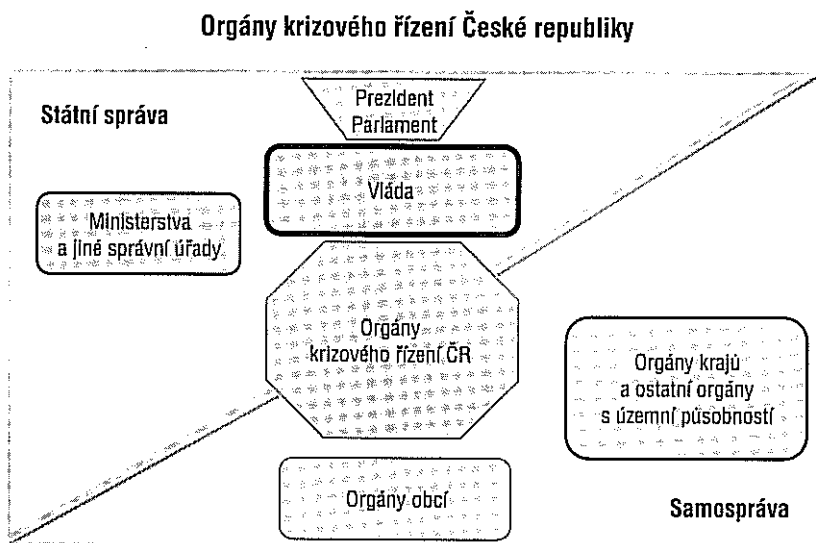 Orgány krizového řízení České republiky
Státní správa
Prezident
Parlament
Vláda
Ministerstva
a jiné správní úřady
Orgány
krizového řízení ČR
Orgány krajů
a ostatní orgány
s územní působností
Orgány obcí
Samospráva